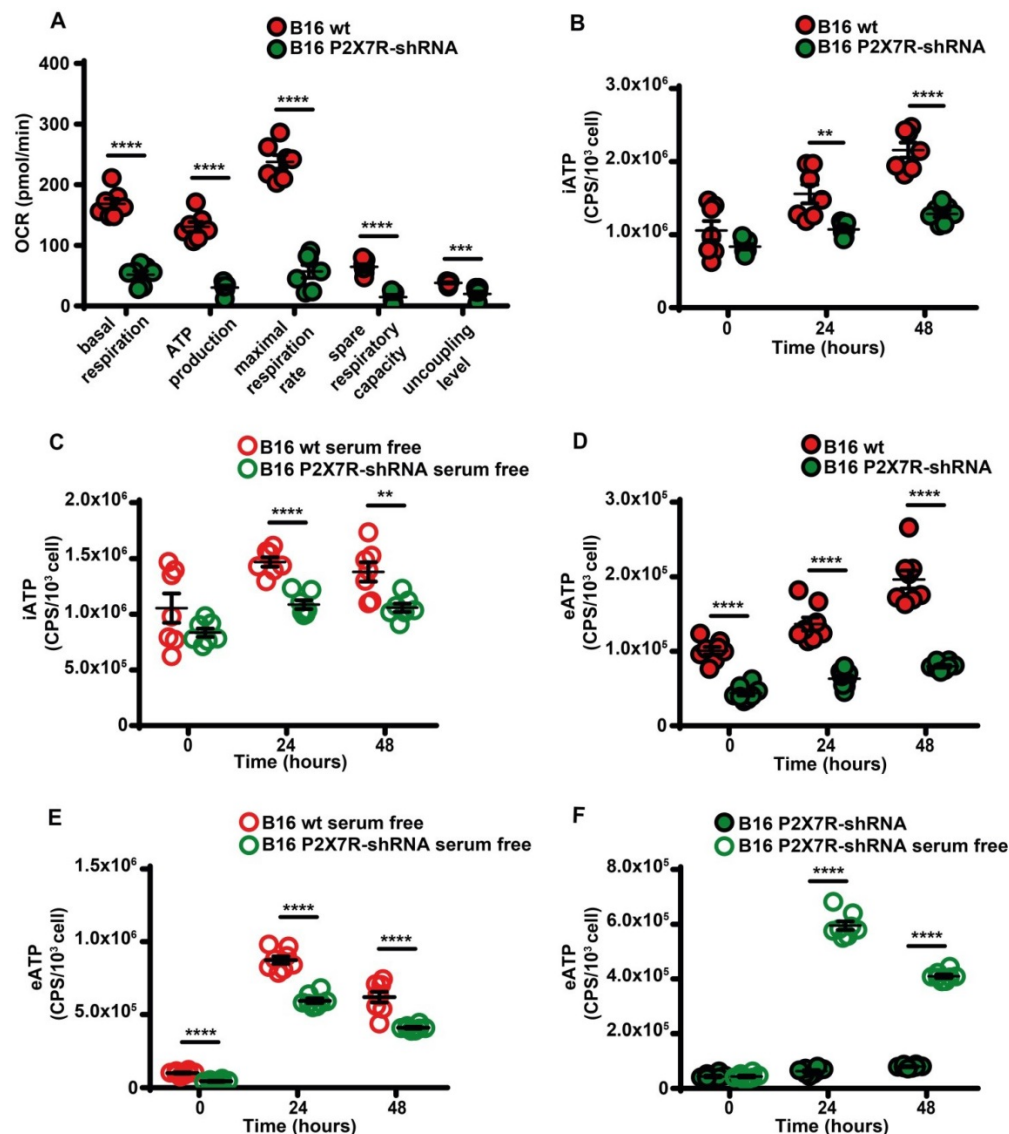 A
B16 wt
B16 P2X7R-shRNA
OCR (pmol/min)
400
300
200
100
0
****
****
****
****
***
basal
respiration
ATP
production
maximal
respiration
rate
spare
respiratory
capacity
uncoupling
level
B
B16 wt
B16 P2X7R-shRNA
iATP
(CPS/10³ cell)
3.0x10⁶
2.0x10⁶
1.0x10⁶
0
**
****
0 24 48
Time (hours)
C
B16 wt serum free
B16 P2X7R-shRNA serum free
iATP
(CPS/10³ cell)
2.0x10⁶
1.5x10⁶
1.0x10⁶
5.0x10⁵
0
****
**
0 24 48
Time (hours)
D
B16 wt
B16 P2X7R-shRNA
eATP
(CPS/10³ cell)
3.0x10⁵
2.0x10⁵
1.0x10⁵
0
****
****
****
0 24 48
Time (hours)
E
B16 wt serum free
B16 P2X7R-shRNA serum free
eATP
(CPS/10³ cell)
1.5x10⁶
1.0x10⁶
5.0x10⁵
0
****
****
****
0 24 48
Time (hours)
F
B16 P2X7R-shRNA
B16 P2X7R-shRNA serum free
eATP
(CPS/10³ cell)
8.0x10⁵
6.0x10⁵
4.0x10⁵
2.0x10⁵
0
****
****
0 24 48
Time (hours)